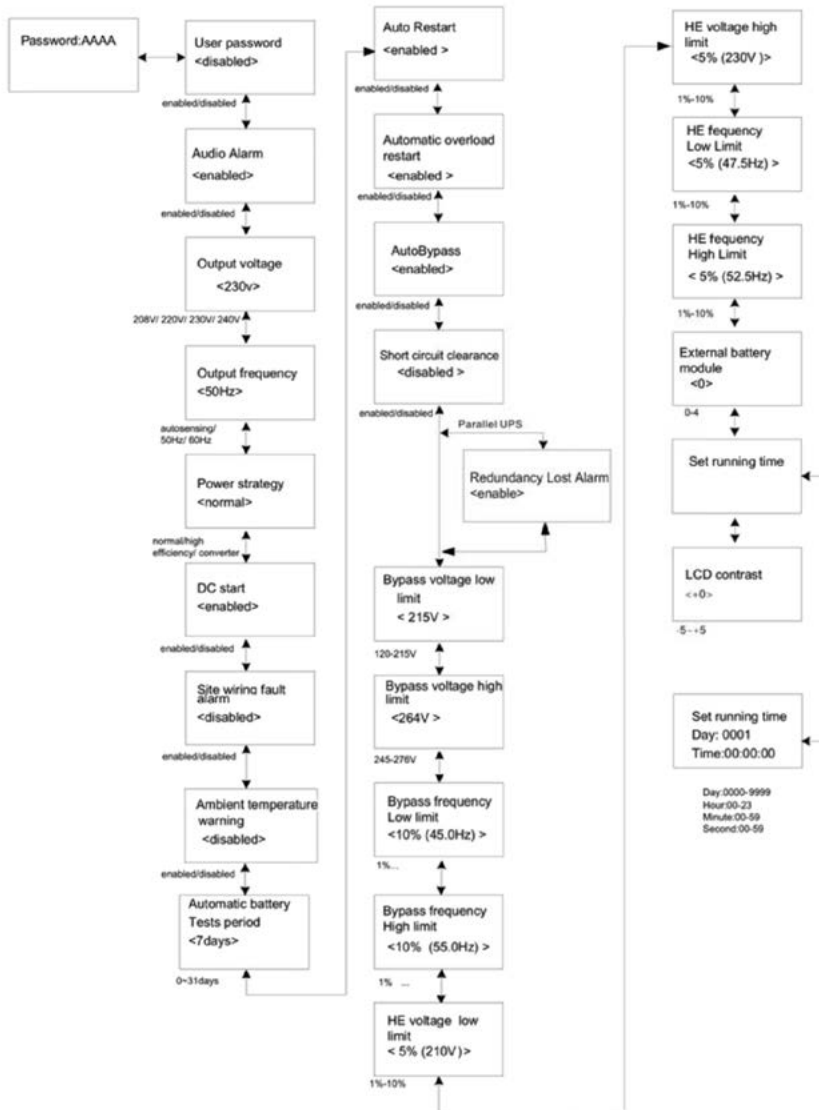 Password:AAAA
User password
<disabled>
enabled/disabled
Audio Alarm
<enabled>
enabled/disabled
Output voltage
<230v>
208V/ 220V/ 230V/ 240V
Output frequency
<50Hz>
autosensing/
50Hz/ 60Hz
Power strategy
<normal>
normal/high
efficiency/ converter
DC start
<enabled>
enabled/disabled
Site wiring fault
alarm
<disabled>
enabled/disabled
Ambient temperature
warning
<disabled>
enabled/disabled
Automatic battery
Tests period
<7days>
0~31days
Auto Restart
<enabled >
enabled/disabled
Automatic overload
restart
<enabled >
enabled/disabled
AutoBypass
<enabled>
enabled/disabled
Short circuit clearance
<disabled >
enabled/disabled
Parallel UPS
Redundancy Lost Alarm
<enable>
Bypass voltage low
limit
< 215V >
120-215V
Bypass voltage high
limit
<264V >
245-276V
Bypass frequency
Low limit
<10% (45.0Hz) >
1%...
Bypass frequency
High limit
<10% (55.0Hz) >
1% ...
HE voltage low
limit
< 5% (210V) >
1%-10%
HE voltage high
limit
<5% (230V )>
1%-10%
HE fequency
Low Limit
<5% (47.5Hz) >
1%-10%
HE fequency
High Limit
< 5% (52.5Hz) >
1%-10%
External battery
module
<0>
0-4
Set running time
LCD contrast
<+0>
-5~+5
Set running time
Day: 0001
Time:00:00:00
Day:0000-9999
Hour:00-23
Minute:00-59
Second:00-59